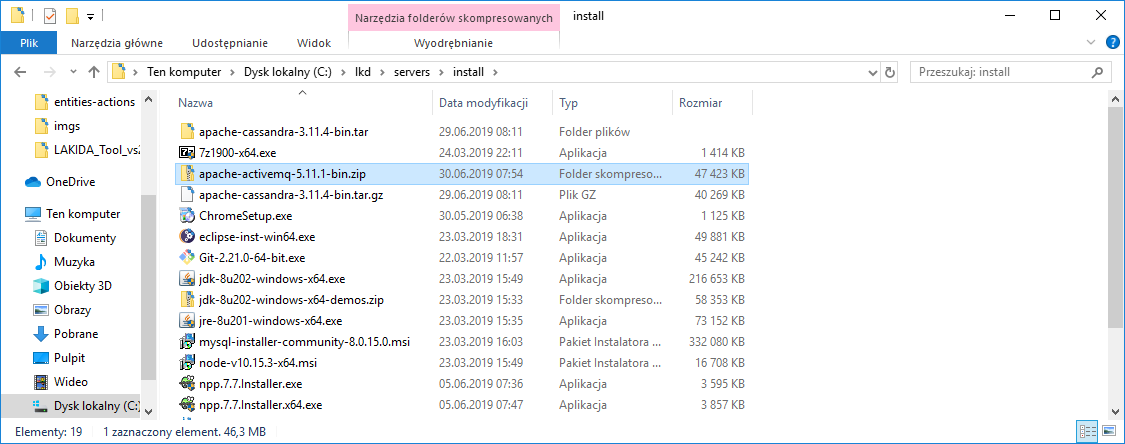 Narzędzia folderów skompresowanych install
Plik Narzędzia główne Udostępnianie Widok Wyodrębnianie
Ten komputer Dysk lokalny (C:) lkd servers install Przeszukaj: install
entities-actions
imgs
LAKIDA_Tool_vs
OneDrive
Ten komputer
Dokumenty
Muzyka
Obiekty 3D
Obrazy
Pobrane
Pulpit
Wideo
Dysk lokalny (C:)
Nazwa Data modyfikacji Typ Rozmiar
apache-cassandra-3.11.4-bin.tar 29.06.2019 08:11 Folder plików
7z1900-x64.exe 24.03.2019 22:11 Aplikacja 1 414 KB
apache-activemq-5.11.1-bin.zip 30.06.2019 07:54 Folder skompreso... 47 423 KB
apache-cassandra-3.11.4-bin.tar.gz 29.06.2019 08:11 Plik GZ 40 269 KB
ChromeSetup.exe 30.05.2019 06:38 Aplikacja 1 125 KB
eclipse-inst-win64.exe 23.03.2019 18:31 Aplikacja 49 881 KB
Git-2.21.0-64-bit.exe 22.03.2019 11:57 Aplikacja 45 242 KB
jdk-8u202-windows-x64.exe 23.03.2019 15:49 Aplikacja 216 653 KB
jdk-8u202-windows-x64-demos.zip 23.03.2019 15:33 Folder skompreso... 58 353 KB
jre-8u201-windows-x64.exe 23.03.2019 15:35 Aplikacja 73 152 KB
mysql-installer-community-8.0.15.0.msi 23.03.2019 16:03 Pakiet Instalatora ... 332 080 KB
node-v10.15.3-x64.msi 23.03.2019 15:49 Pakiet Instalatora ... 16 708 KB
npp.7.7.Installer.exe 05.06.2019 07:36 Aplikacja 3 595 KB
npp.7.7.Installer.x64.exe 05.06.2019 07:47 Aplikacja 3 857 KB
Elementy: 19 1 zaznaczony element. 46,3 MB